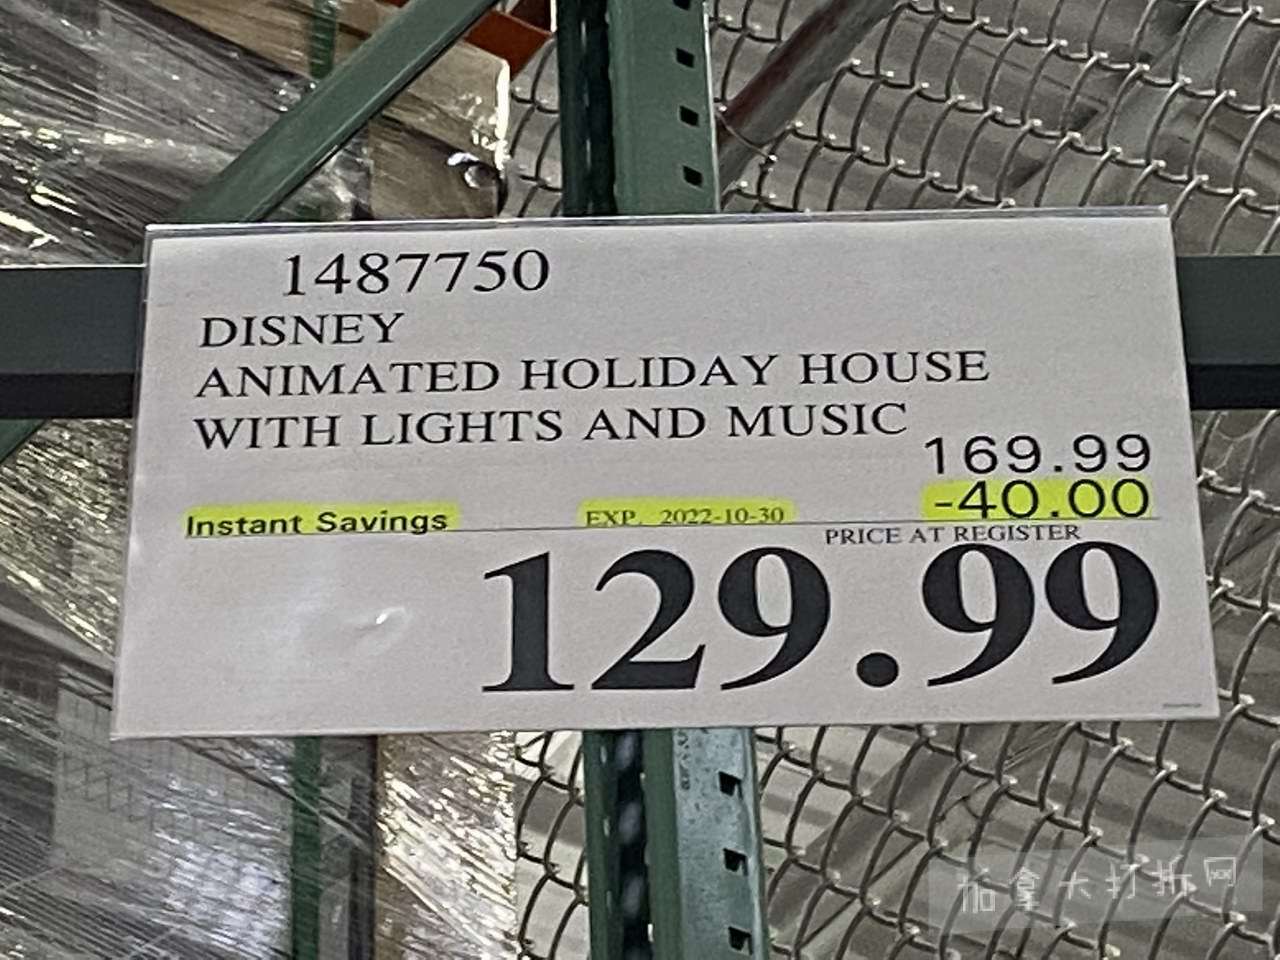 1487750
DISNEY
ANIMATED HOLIDAY HOUSE
WITH LIGHTS AND MUSIC
169.99
Instant Savings EXP. 2022-10-30 -40.00
PRICE AT REGISTER
129.99
加拿大打折网